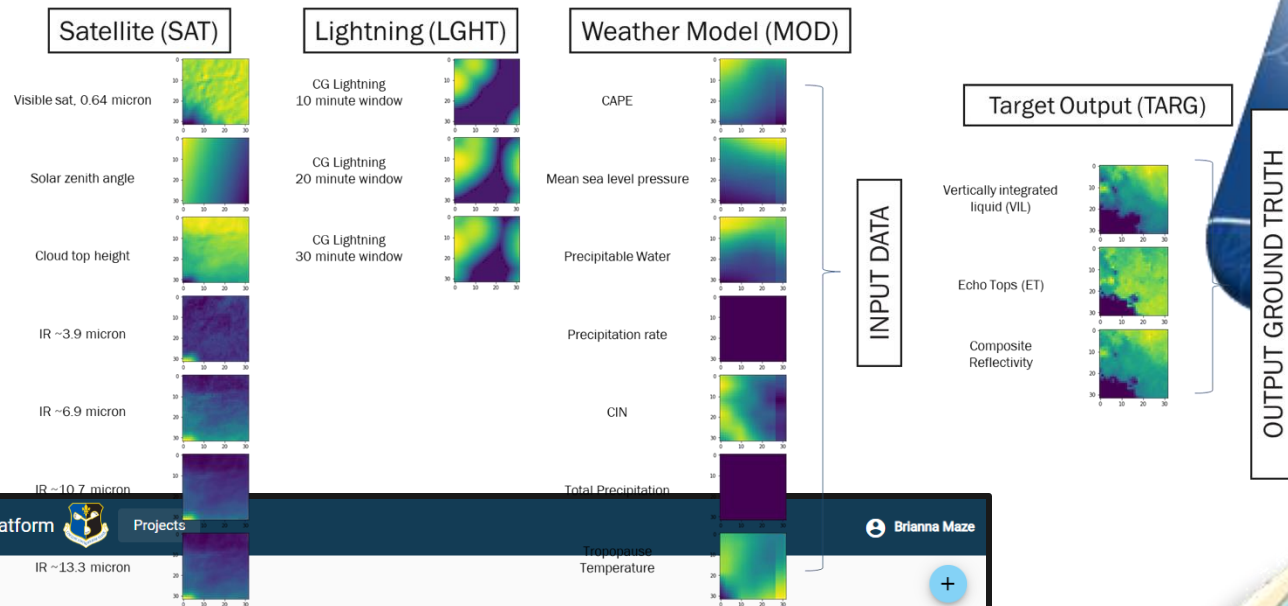 Satellite (SAT)
Lightning (LGHT)
Weather Model (MOD)
Target Output (TARG)
Visible sat, 0.64 micron
Solar zenith angle
Cloud top height
IR ~3.9 micron
IR ~6.9 micron
IR ~10.7 micron
IR ~13.3 micron
CG Lightning
10 minute window
CG Lightning
20 minute window
CG Lightning
30 minute window
CAPE
Mean sea level pressure
Precipitable Water
Precipitation rate
CIN
Total Precipitation
Tropopause
Temperature
INPUT DATA
Vertically integrated
liquid (VIL)
Echo Tops (ET)
Composite
Reflectivity
OUTPUT GROUND TRUTH
atform
Projects
Brianna Maze
+